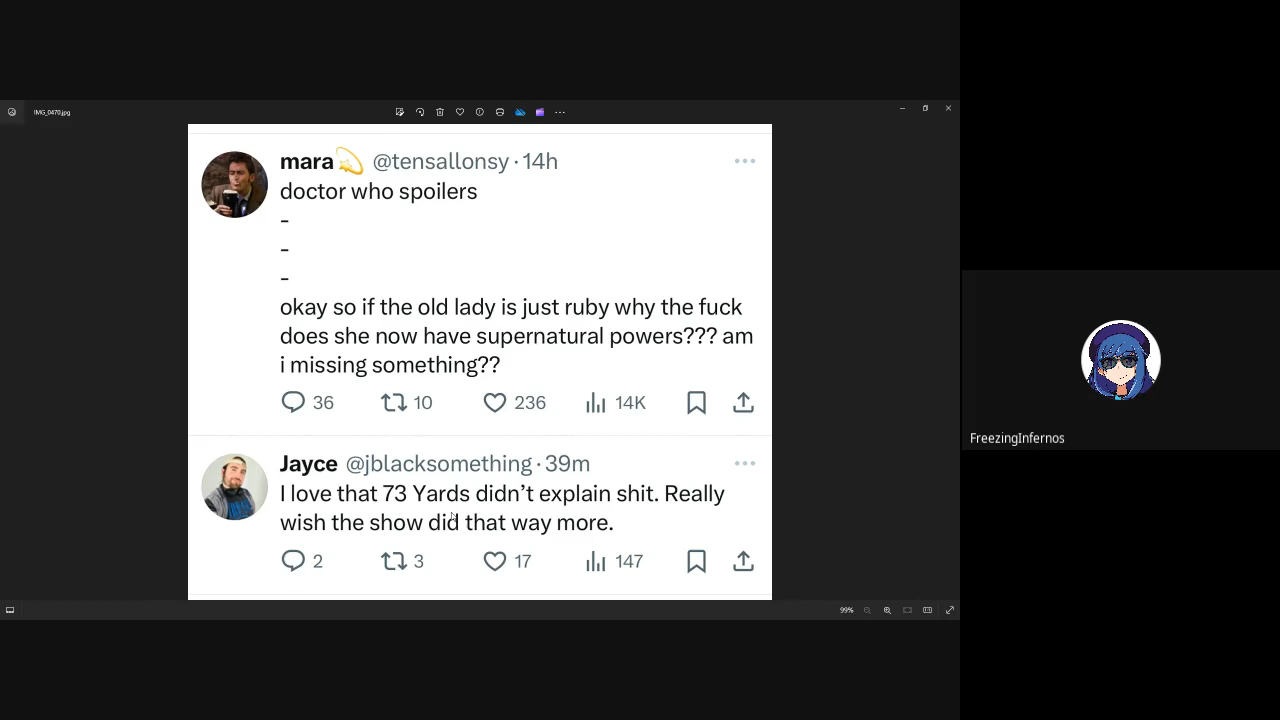 IMG_0470.jpg
mara💫 @tensallonsy · 14h
doctor who spoilers
-
-
-
okay so if the old lady is just ruby why the fuck
does she now have supernatural powers??? am
i missing something??
36 10 236 14K
Jayce @jblacksomething · 39m
I love that 73 Yards didn’t explain shit. Really
wish the show did that way more.
2 3 17 147
FreezingInfernos
99%